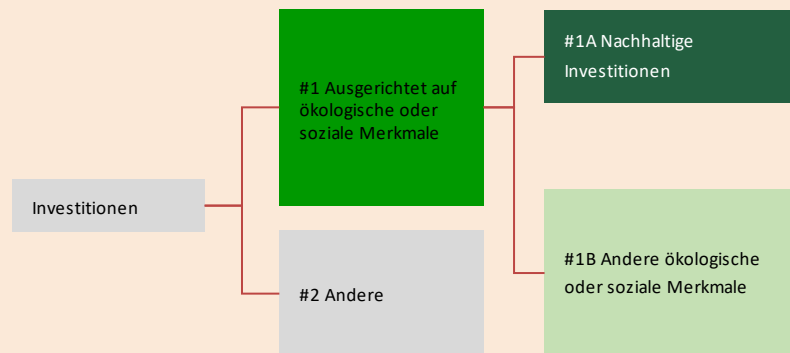 Investitionen
#1 Ausgerichtet auf
ökologische oder
soziale Merkmale
#2 Andere
#1A Nachhaltige
Investitionen
#1B Andere ökologische
oder soziale Merkmale